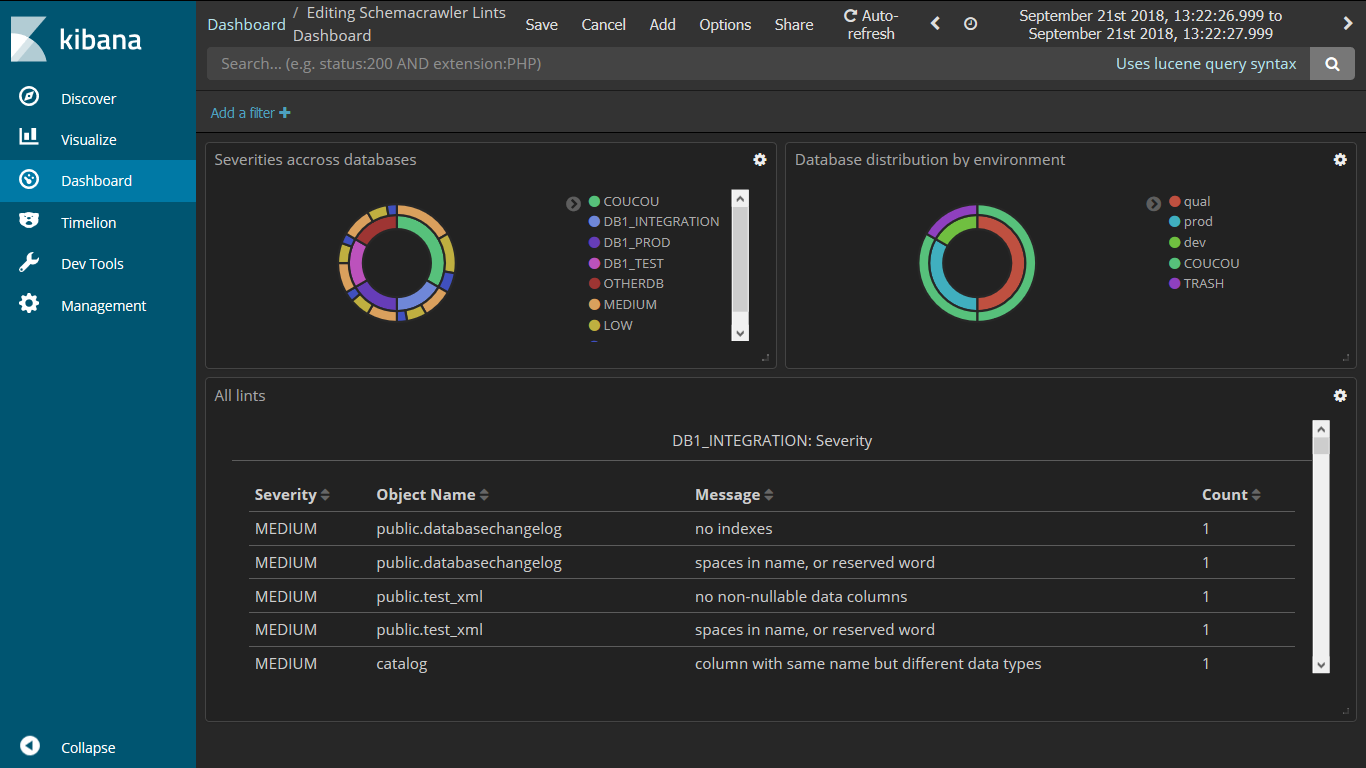 kibana
Discover
Visualize
Dashboard
Timelion
Dev Tools
Management
Collapse
Dashboard / Editing Schemacrawler Lints
Dashboard
Save Cancel Add Options Share
Auto-
refresh
September 21st 2018, 13:22:26.999 to
September 21st 2018, 13:22:27.999
Search... (e.g. status:200 AND extension:PHP) Uses lucene query syntax
Add a filter
Severities accross databases
COUCOU
DB1_INTEGRATION
DB1_PROD
DB1_TEST
OTHERDB
MEDIUM
LOW
Database distribution by environment
qual
prod
dev
COUCOU
TRASH
All lints
DB1_INTEGRATION: Severity
Severity Object Name Message Count
MEDIUM public.databasechangelog no indexes 1
MEDIUM public.databasechangelog spaces in name, or reserved word 1
MEDIUM public.test_xml no non-nullable data columns 1
MEDIUM public.test_xml spaces in name, or reserved word 1
MEDIUM catalog column with same name but different data types 1